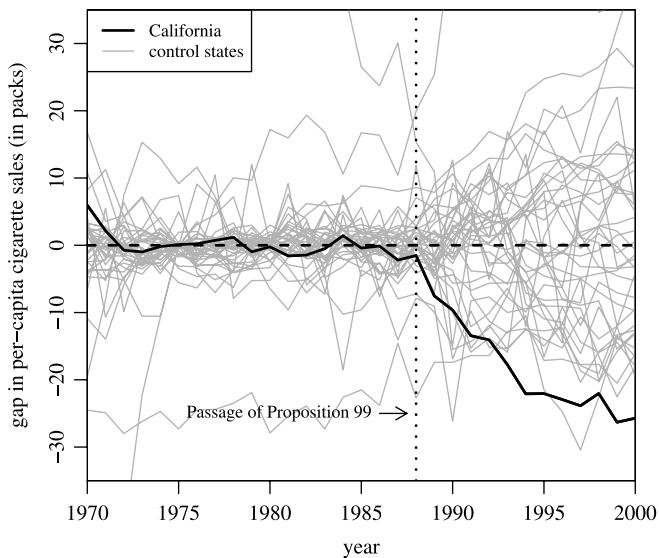 California
control states
gap in per−capita cigarette sales (in packs)
30
20
10
0
−10
−20
−30
Passage of Proposition 99
1970 1975 1980 1985 1990 1995 2000
year